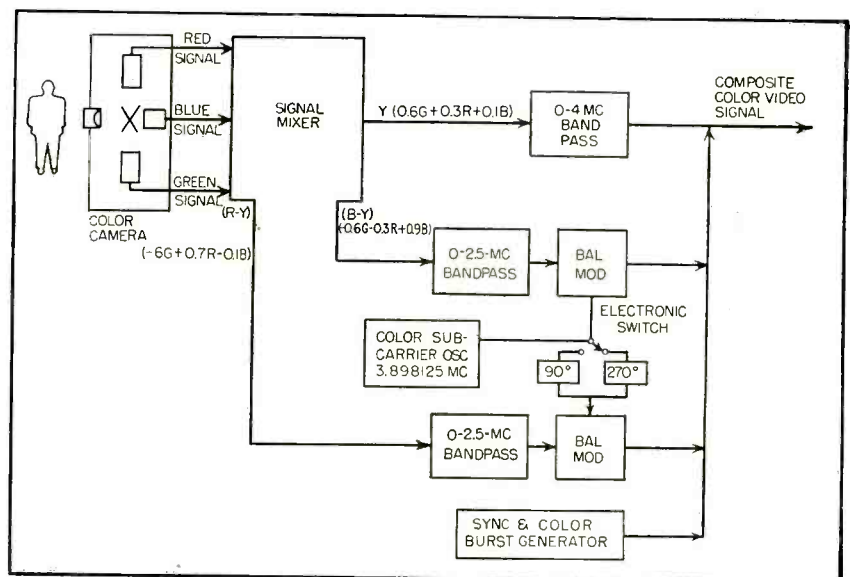 RED
SIGNAL
BLUE
SIGNAL
GREEN
SIGNAL
COLOR
CAMERA
SIGNAL
MIXER
Y (0.6G+0.3R+0.1B)
0-4 MC
BAND
PASS
COMPOSITE
COLOR VIDEO
SIGNAL
(R-Y)
(-6G+0.7R-0.1B)
(B-Y)
(-0.6G-0.3R+0.9B)
0-2.5-MC
BANDPASS
BAL
MOD
ELECTRONIC
SWITCH
COLOR SUB-
CARRIER OSC
3.898125 MC
90°
270°
0-2.5-MC
BANDPASS
BAL
MOD
SYNC & COLOR
BURST GENERATOR